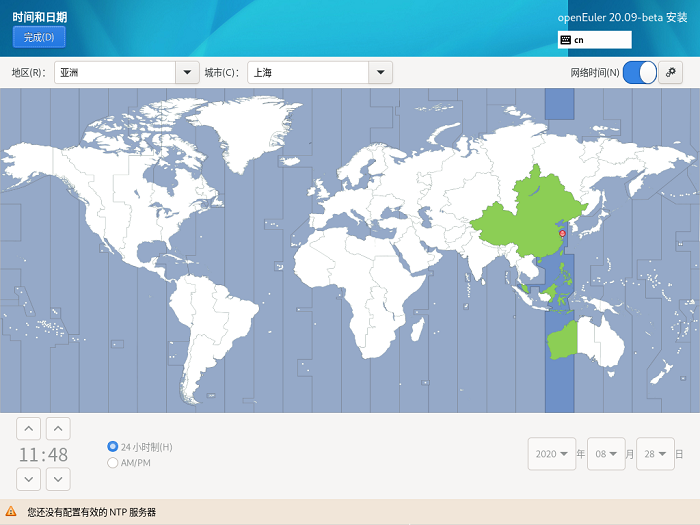 时间和日期
openEuler 20.09-beta 安装
完成(D)
cn
地区(R): 亚洲 城市(C): 上海 网络时间(N)
11:48
24 小时制(H)
AM/PM
2020 年 08 月 28 日
您还没有配置有效的 NTP 服务器